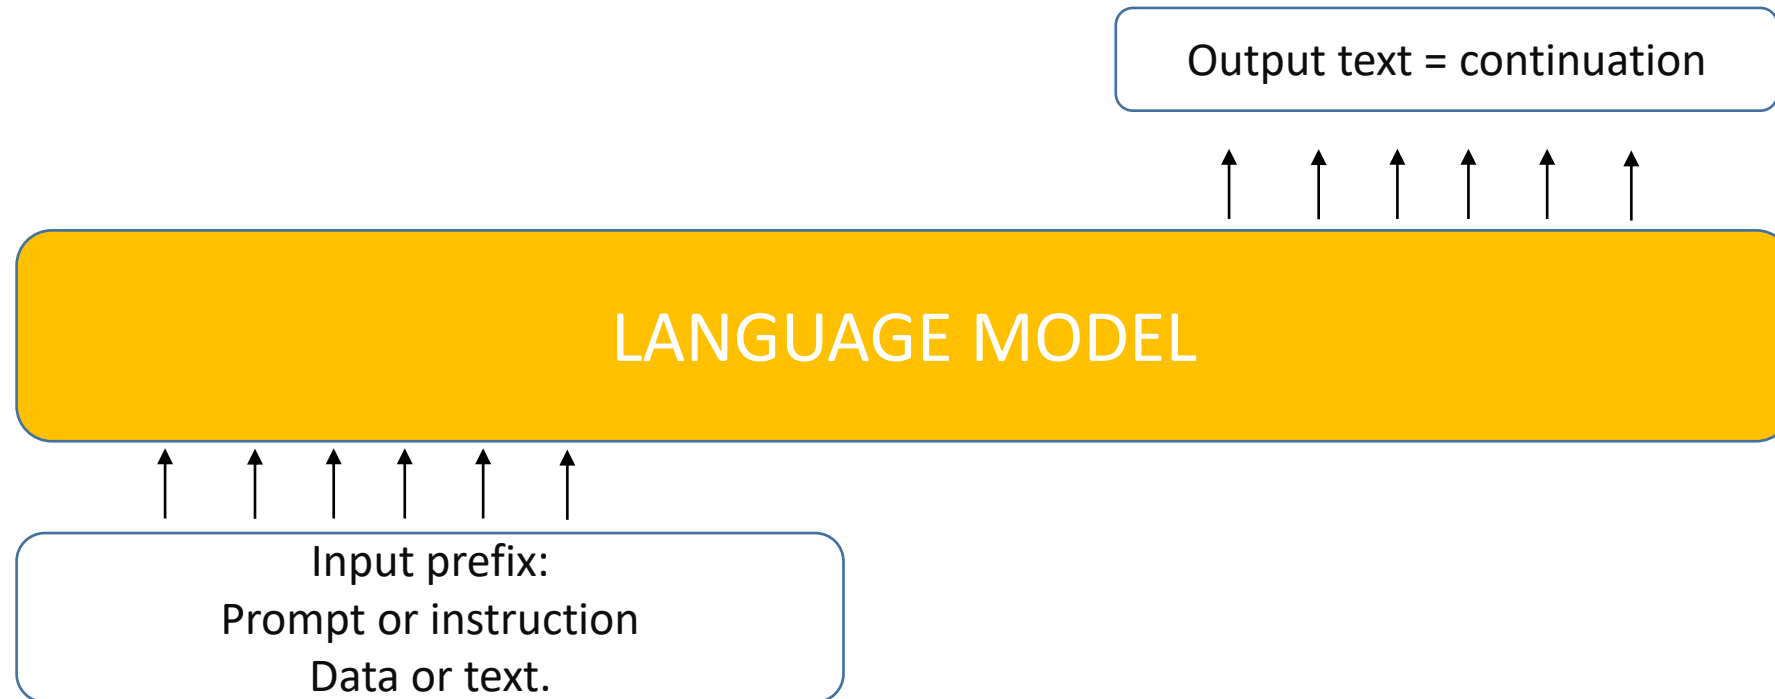 Output text = continuation
LANGUAGE MODEL
Input prefix:
Prompt or instruction
Data or text.